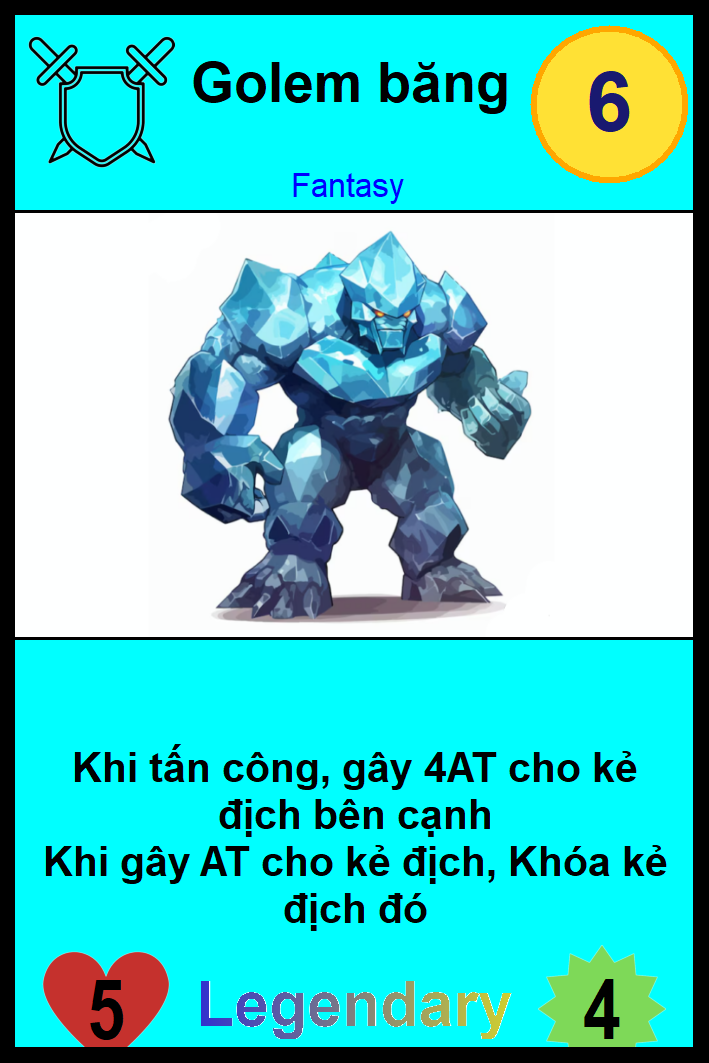 Golem băng
6
Fantasy
Khi tấn công, gây 4AT cho kẻ
địch bên cạnh
Khi gây AT cho kẻ địch, Khóa kẻ
địch đó
5
Legendary
4